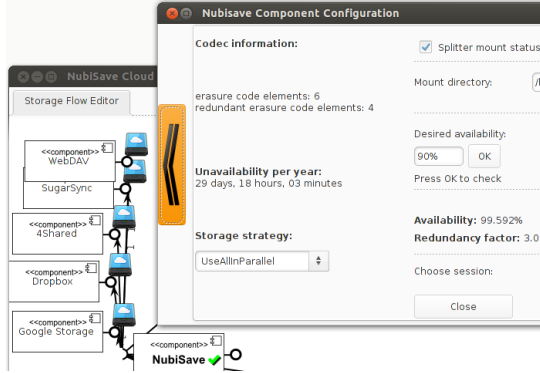 Nubisave Component Configuration
Codec information:
Splitter mount status
erasure code elements: 6
redundant erasure code elements: 4
Mount directory:
Desired availability:
90%
OK
Press OK to check
Unavailability per year:
29 days, 18 hours, 03 minutes
Availability: 99.592%
Redundancy factor: 3.0
Storage strategy:
UseAllInParallel
Choose session:
Close
NubiSave Cloud
Storage Flow Editor
<<component>>
WebDAV
SugarSync
<<component>>
4Shared
<<component>>
Dropbox
<<component>>
Google Storage
<<component>>
NubiSave